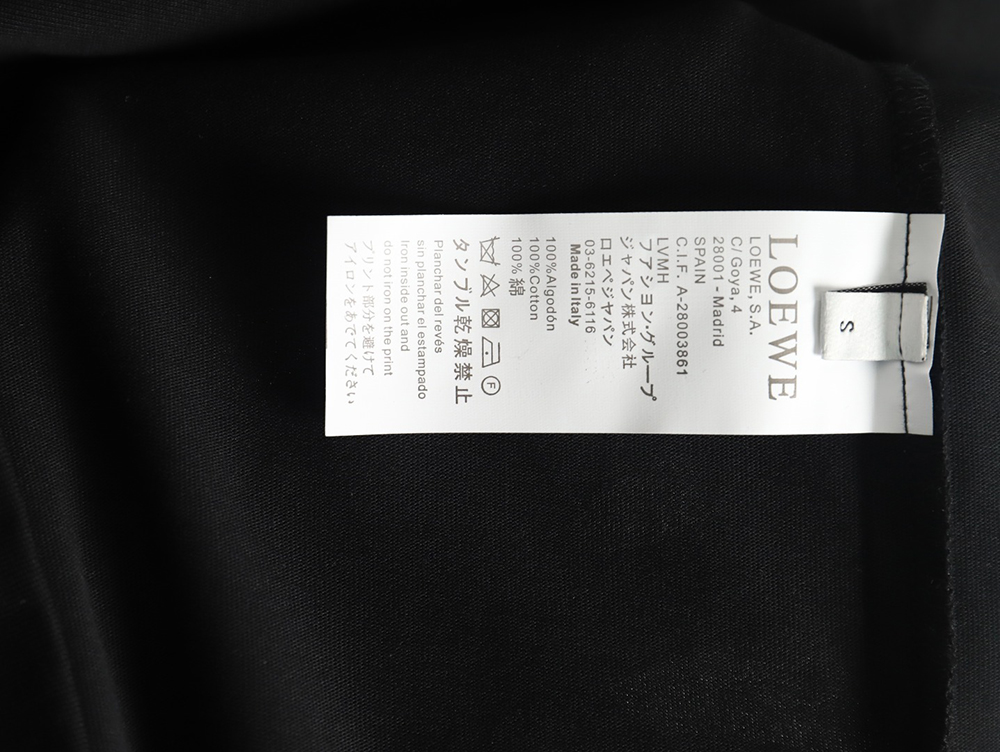 S
LOEWE
LOEWE, S.A.
C/ Goya, 4
28001 - Madrid
SPAIN
C.I.F. A-28003861
LVMH
フアシヨン·グループ
ジャパン株式会社
ロエベジャパン
03-6215-6116
Made in Italy
100%Algodón
100%Cotton
100%綿
F
タンブル乾燥禁止
Planchar del revés
sin planchar el estampado
Iron inside out and
do not iron on the print
プリント部分を避けて
アイロンをあでてください